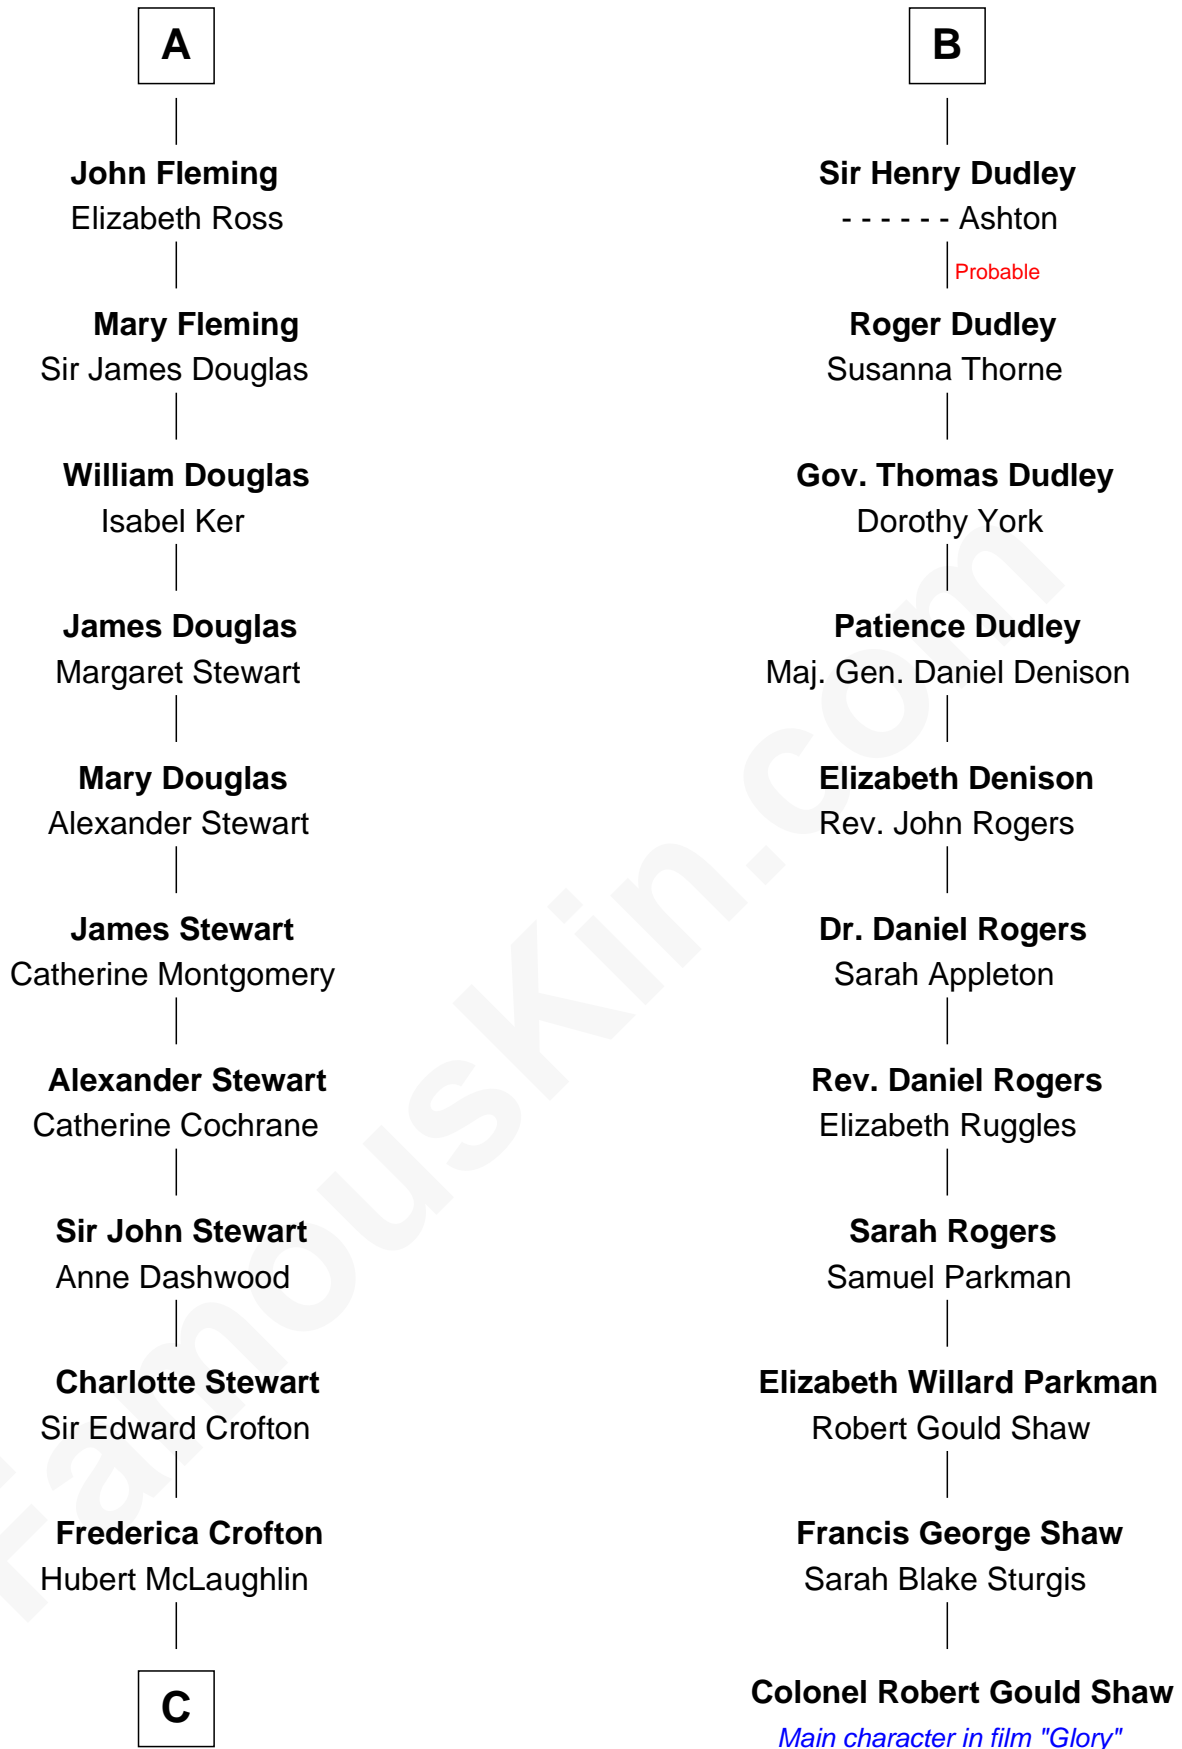 A
John Fleming
Elizabeth Ross
Mary Fleming
Sir James Douglas
William Douglas
Isabel Ker
James Douglas
Margaret Stewart
Mary Douglas
Alexander Stewart
James Stewart
Catherine Montgomery
Alexander Stewart
Catherine Cochrane
Sir John Stewart
Anne Dashwood
Charlotte Stewart
Sir Edward Crofton
Frederica Crofton
Hubert McLaughlin
C
B
Sir Henry Dudley
- - - - - - Ashton
Probable
Roger Dudley
Susanna Thorne
Gov. Thomas Dudley
Dorothy York
Patience Dudley
Maj. Gen. Daniel Denison
Elizabeth Denison
Rev. John Rogers
Dr. Daniel Rogers
Sarah Appleton
Rev. Daniel Rogers
Elizabeth Ruggles
Sarah Rogers
Samuel Parkman
Elizabeth Willard Parkman
Robert Gould Shaw
Francis George Shaw
Sarah Blake Sturgis
Colonel Robert Gould Shaw
Main character in film "Glory"
FamousKin.com